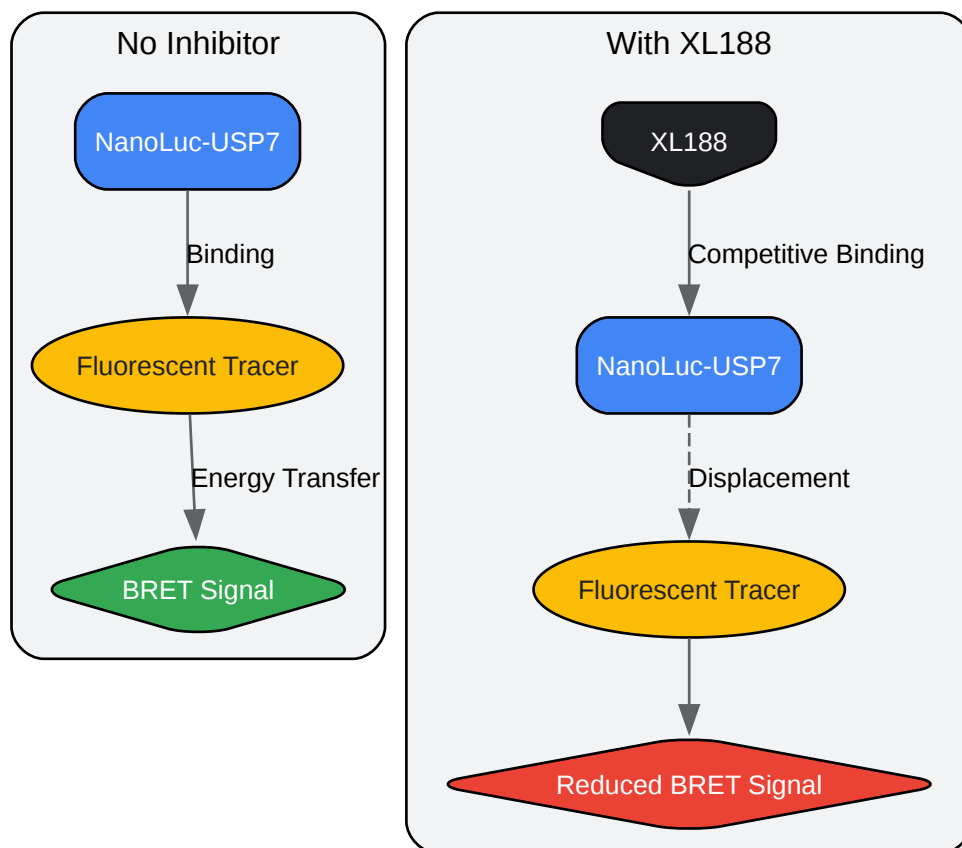 No Inhibitor
NanoLuc-USP7
Binding
Fluorescent Tracer
Energy Transfer
BRET Signal
With XL188
XL188
Competitive Binding
NanoLuc-USP7
Displacement
Fluorescent Tracer
Reduced BRET Signal